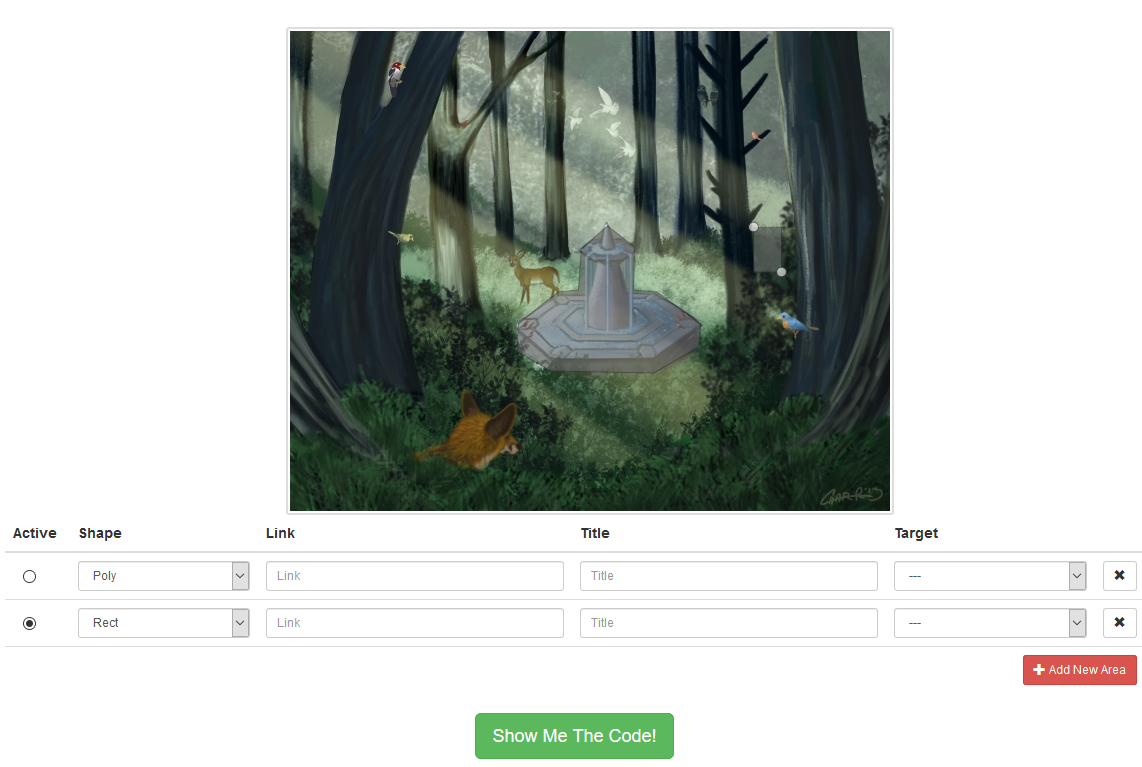 Active Shape Link Title Target
Poly Link Title ---
Rect Link Title ---
Add New Area
Show Me The Code!